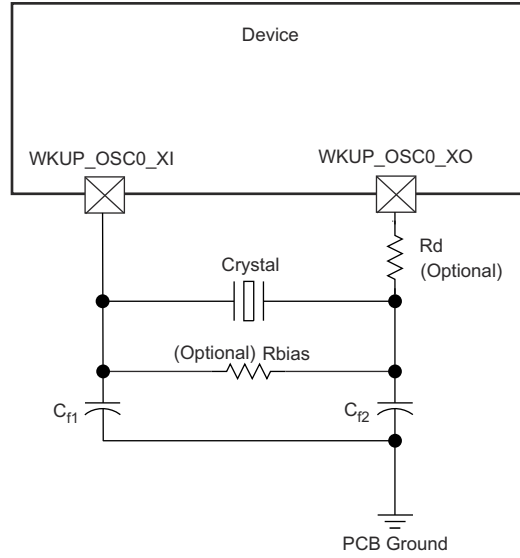 Device
WKUP_OSC0_XI
WKUP_OSC0_XO
Rd
(Optional)
Crystal
(Optional) Rbias
Cf1
Cf2
PCB Ground